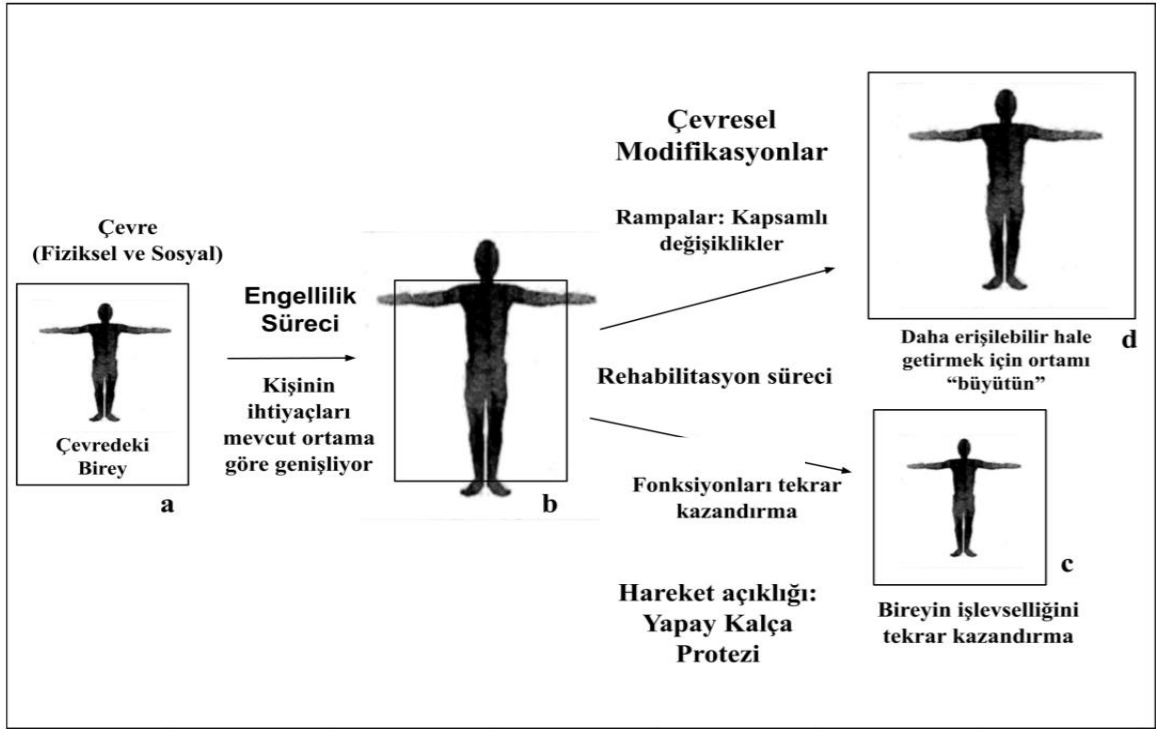 Çevre
(Fiziksel ve Sosyal)
Çevredeki
Birey
a
Engellilik
Süreci
Kişinin
ihtiyaçları
mevcut ortama
göre genişliyor
b
Çevresel
Modifikasyonlar
Rampalar: Kapsamlı
değişiklikler
Rehabilitasyon süreci
Fonksiyonları tekrar
kazandırma
Hareket açıklığı:
Yapay Kalça
Protezi
Daha erişilebilir hale
getirmek için ortamı
“büyütün”
d
c
Bireyin işlevselliğini
tekrar kazandırma